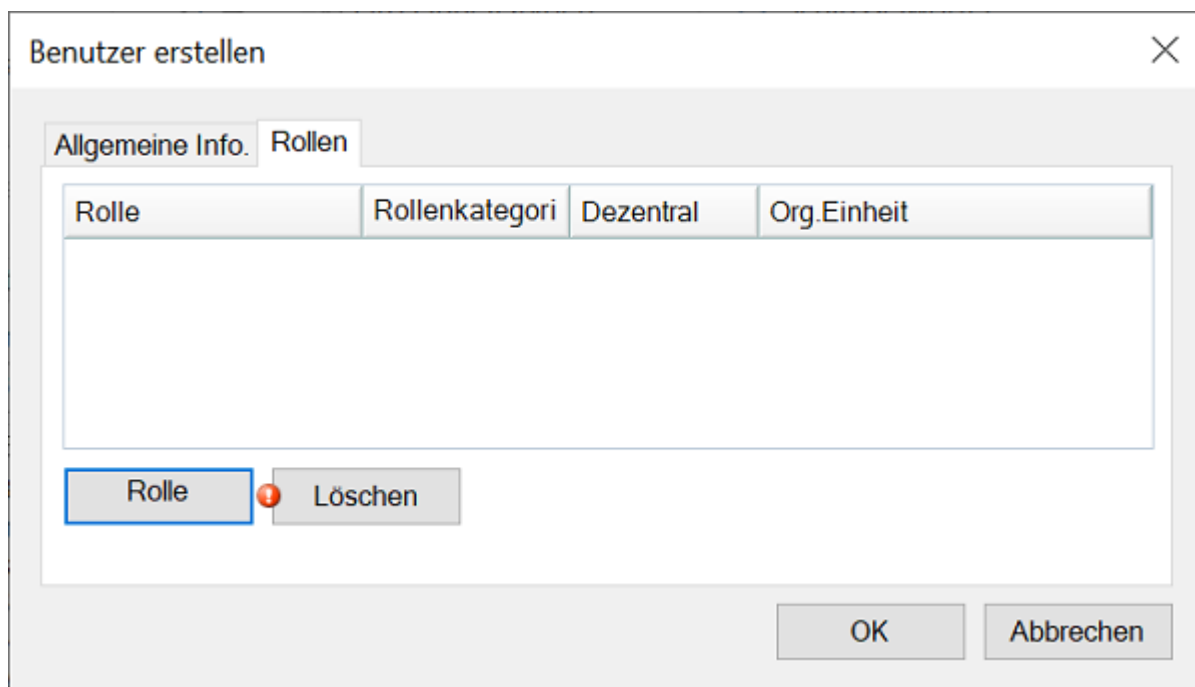 Benutzer erstellen
Allgemeine Info. Rollen
Rolle Rollenkategori Dezentral Org.Einheit
Rolle Löschen
OK Abbrechen